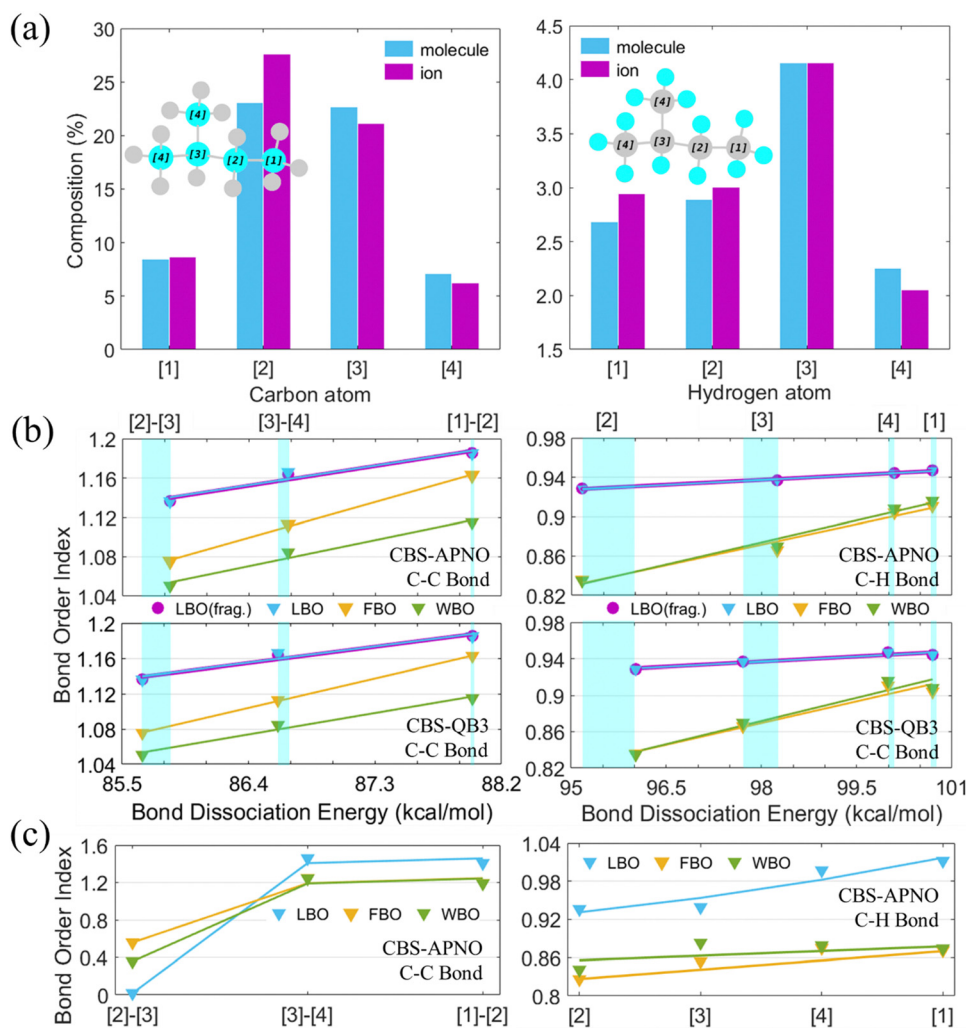 (a)
30
25
20
15
10
5
0
Composition (%)
molecule
ion
[4]
[4]
[3]
[2]
[1]
[1]
[2]
[3]
[4]
Carbon atom
4.5
4.0
3.5
3.0
2.5
2.0
1.5
molecule
ion
[4]
[4]
[3]
[2]
[1]
[1]
[2]
[3]
[4]
Hydrogen atom
(b)
Bond Order Index
[2]-[3]
[3]-[4]
[1]-[2]
1.2
1.16
1.12
1.08
1.04
CBS-APNO
C-C Bond
LBO(frag.) LBO FBO WBO
1.2
1.16
1.12
1.08
1.04
CBS-QB3
C-C Bond
85.5
86.4
87.3
88.2
Bond Dissociation Energy (kcal/mol)
[2]
[3]
[4]
[1]
0.98
0.94
0.9
0.86
0.82
CBS-APNO
C-H Bond
LBO(frag.) LBO FBO WBO
0.98
0.94
0.9
0.86
0.82
CBS-QB3
C-C Bond
95
96.5
98
99.5
101
Bond Dissociation Energy (kcal/mol)
(c)
Bond Order Index
1.6
1.2
0.8
0.4
0
LBO FBO WBO
CBS-APNO
C-C Bond
[2]-[3]
[3]-[4]
[1]-[2]
1.04
0.98
0.92
0.86
0.8
LBO FBO WBO
CBS-APNO
C-H Bond
[2]
[3]
[4]
[1]